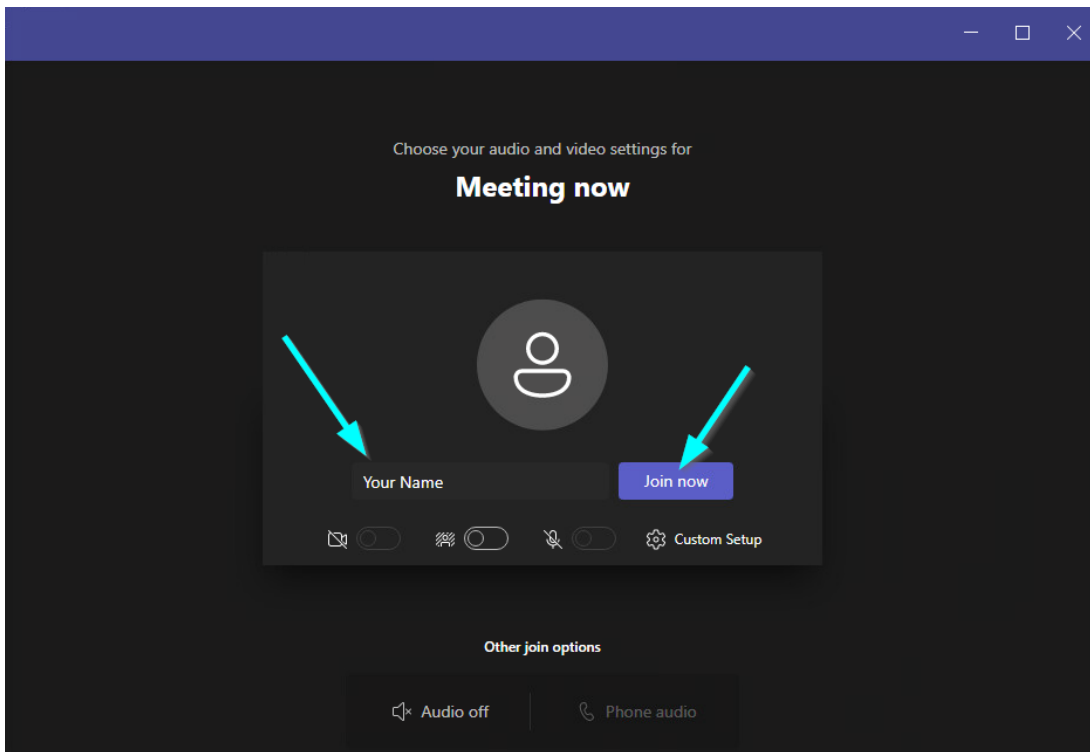 Choose your audio and video settings for
Meeting now
Your Name
Join now
Custom Setup
Other join options
Audio off
Phone audio